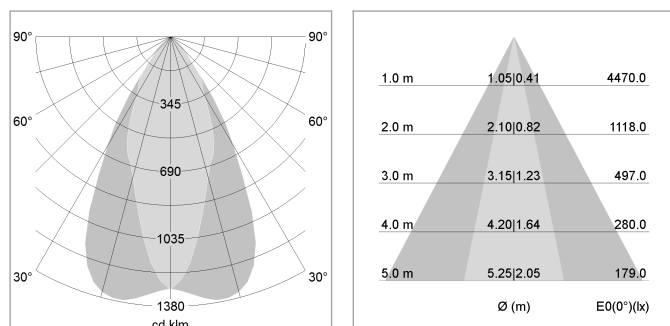 90° 90°
345
60° 60°
690
1035
30° 30°
1380
cd klm
1.0 m 1.05|0.41 4470.0
2.0 m 2.10|0.82 1118.0
3.0 m 3.15|1.23 497.0
4.0 m 4.20|1.64 280.0
5.0 m 5.25|2.05 179.0
Ø (m) E0(0°)(lx)